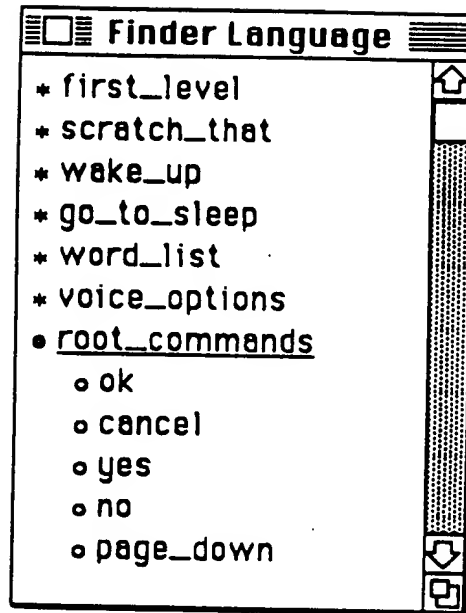 Finder Language
* first_level
* scratch_that
* wake_up
* go_to_sleep
* word_list
* voice_options
• root_commands
o ok
o cancel
o yes
o no
o page_down